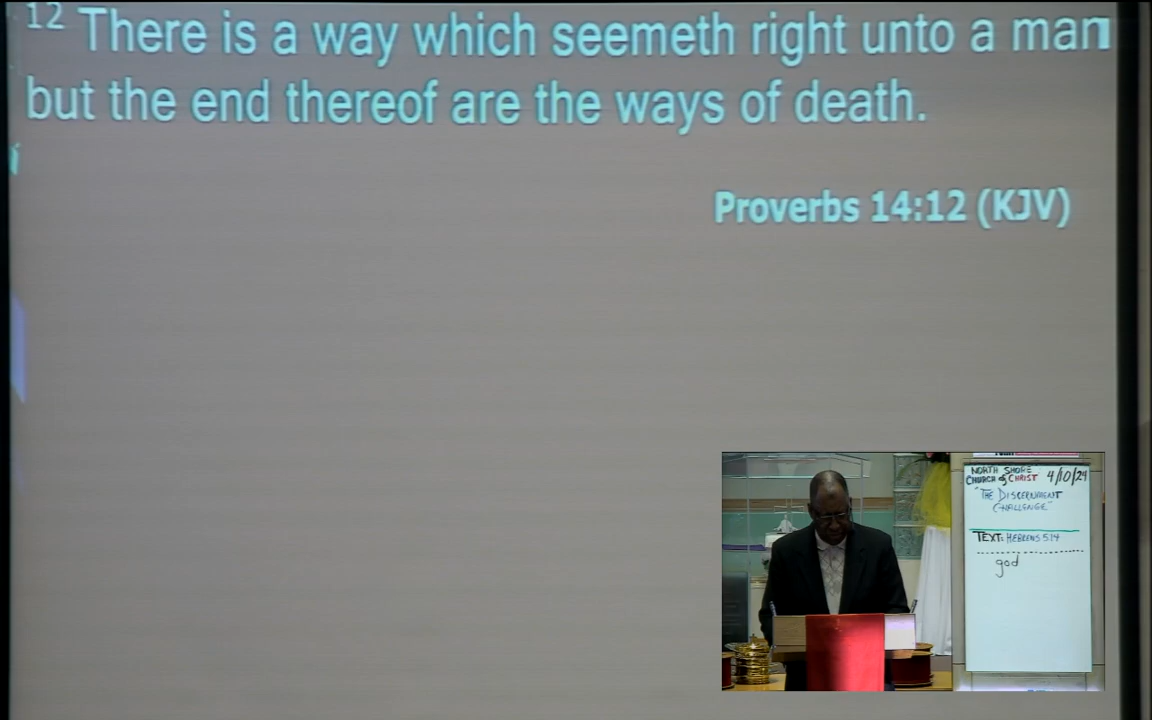 12 There is a way which seemeth right unto a man
but the end thereof are the ways of death.
Proverbs 14:12 (KJV)
NORTH SHORE
CHURCH of CHRIST 4/10/24
"THE DISCERNMENT
CHALLENGE"
TEXT: HEBREWS 5:14
god